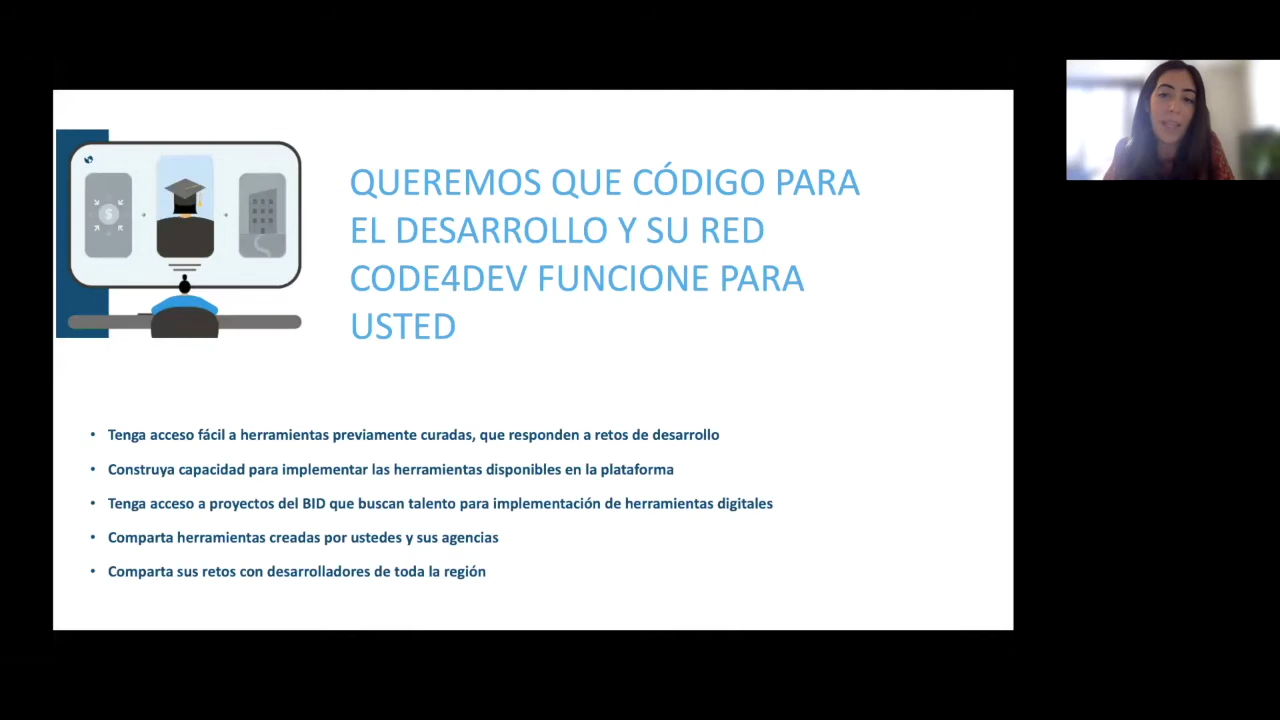 QUEREMOS QUE CÓDIGO PARA
EL DESARROLLO Y SU RED
CODE4DEV FUNCIONE PARA
USTED
$
• Tenga acceso fácil a herramientas previamente curadas, que responden a retos de desarrollo
• Construya capacidad para implementar las herramientas disponibles en la plataforma
• Tenga acceso a proyectos del BID que buscan talento para implementación de herramientas digitales
• Comparta herramientas creadas por ustedes y sus agencias
• Comparta sus retos con desarrolladores de toda la región